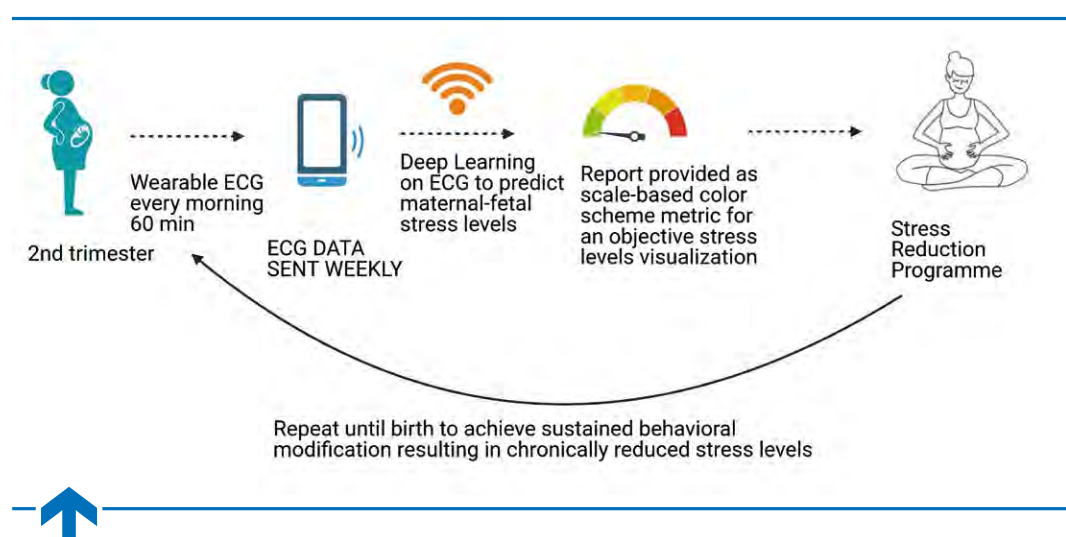 2nd trimester
Wearable ECG
every morning
60 min
ECG DATA
SENT WEEKLY
Deep Learning
on ECG to predict
maternal-fetal
stress levels
Report provided as
scale-based color
scheme metric for
an objective stress
levels visualization
Stress
Reduction
Programme
Repeat until birth to achieve sustained behavioral
modification resulting in chronically reduced stress levels